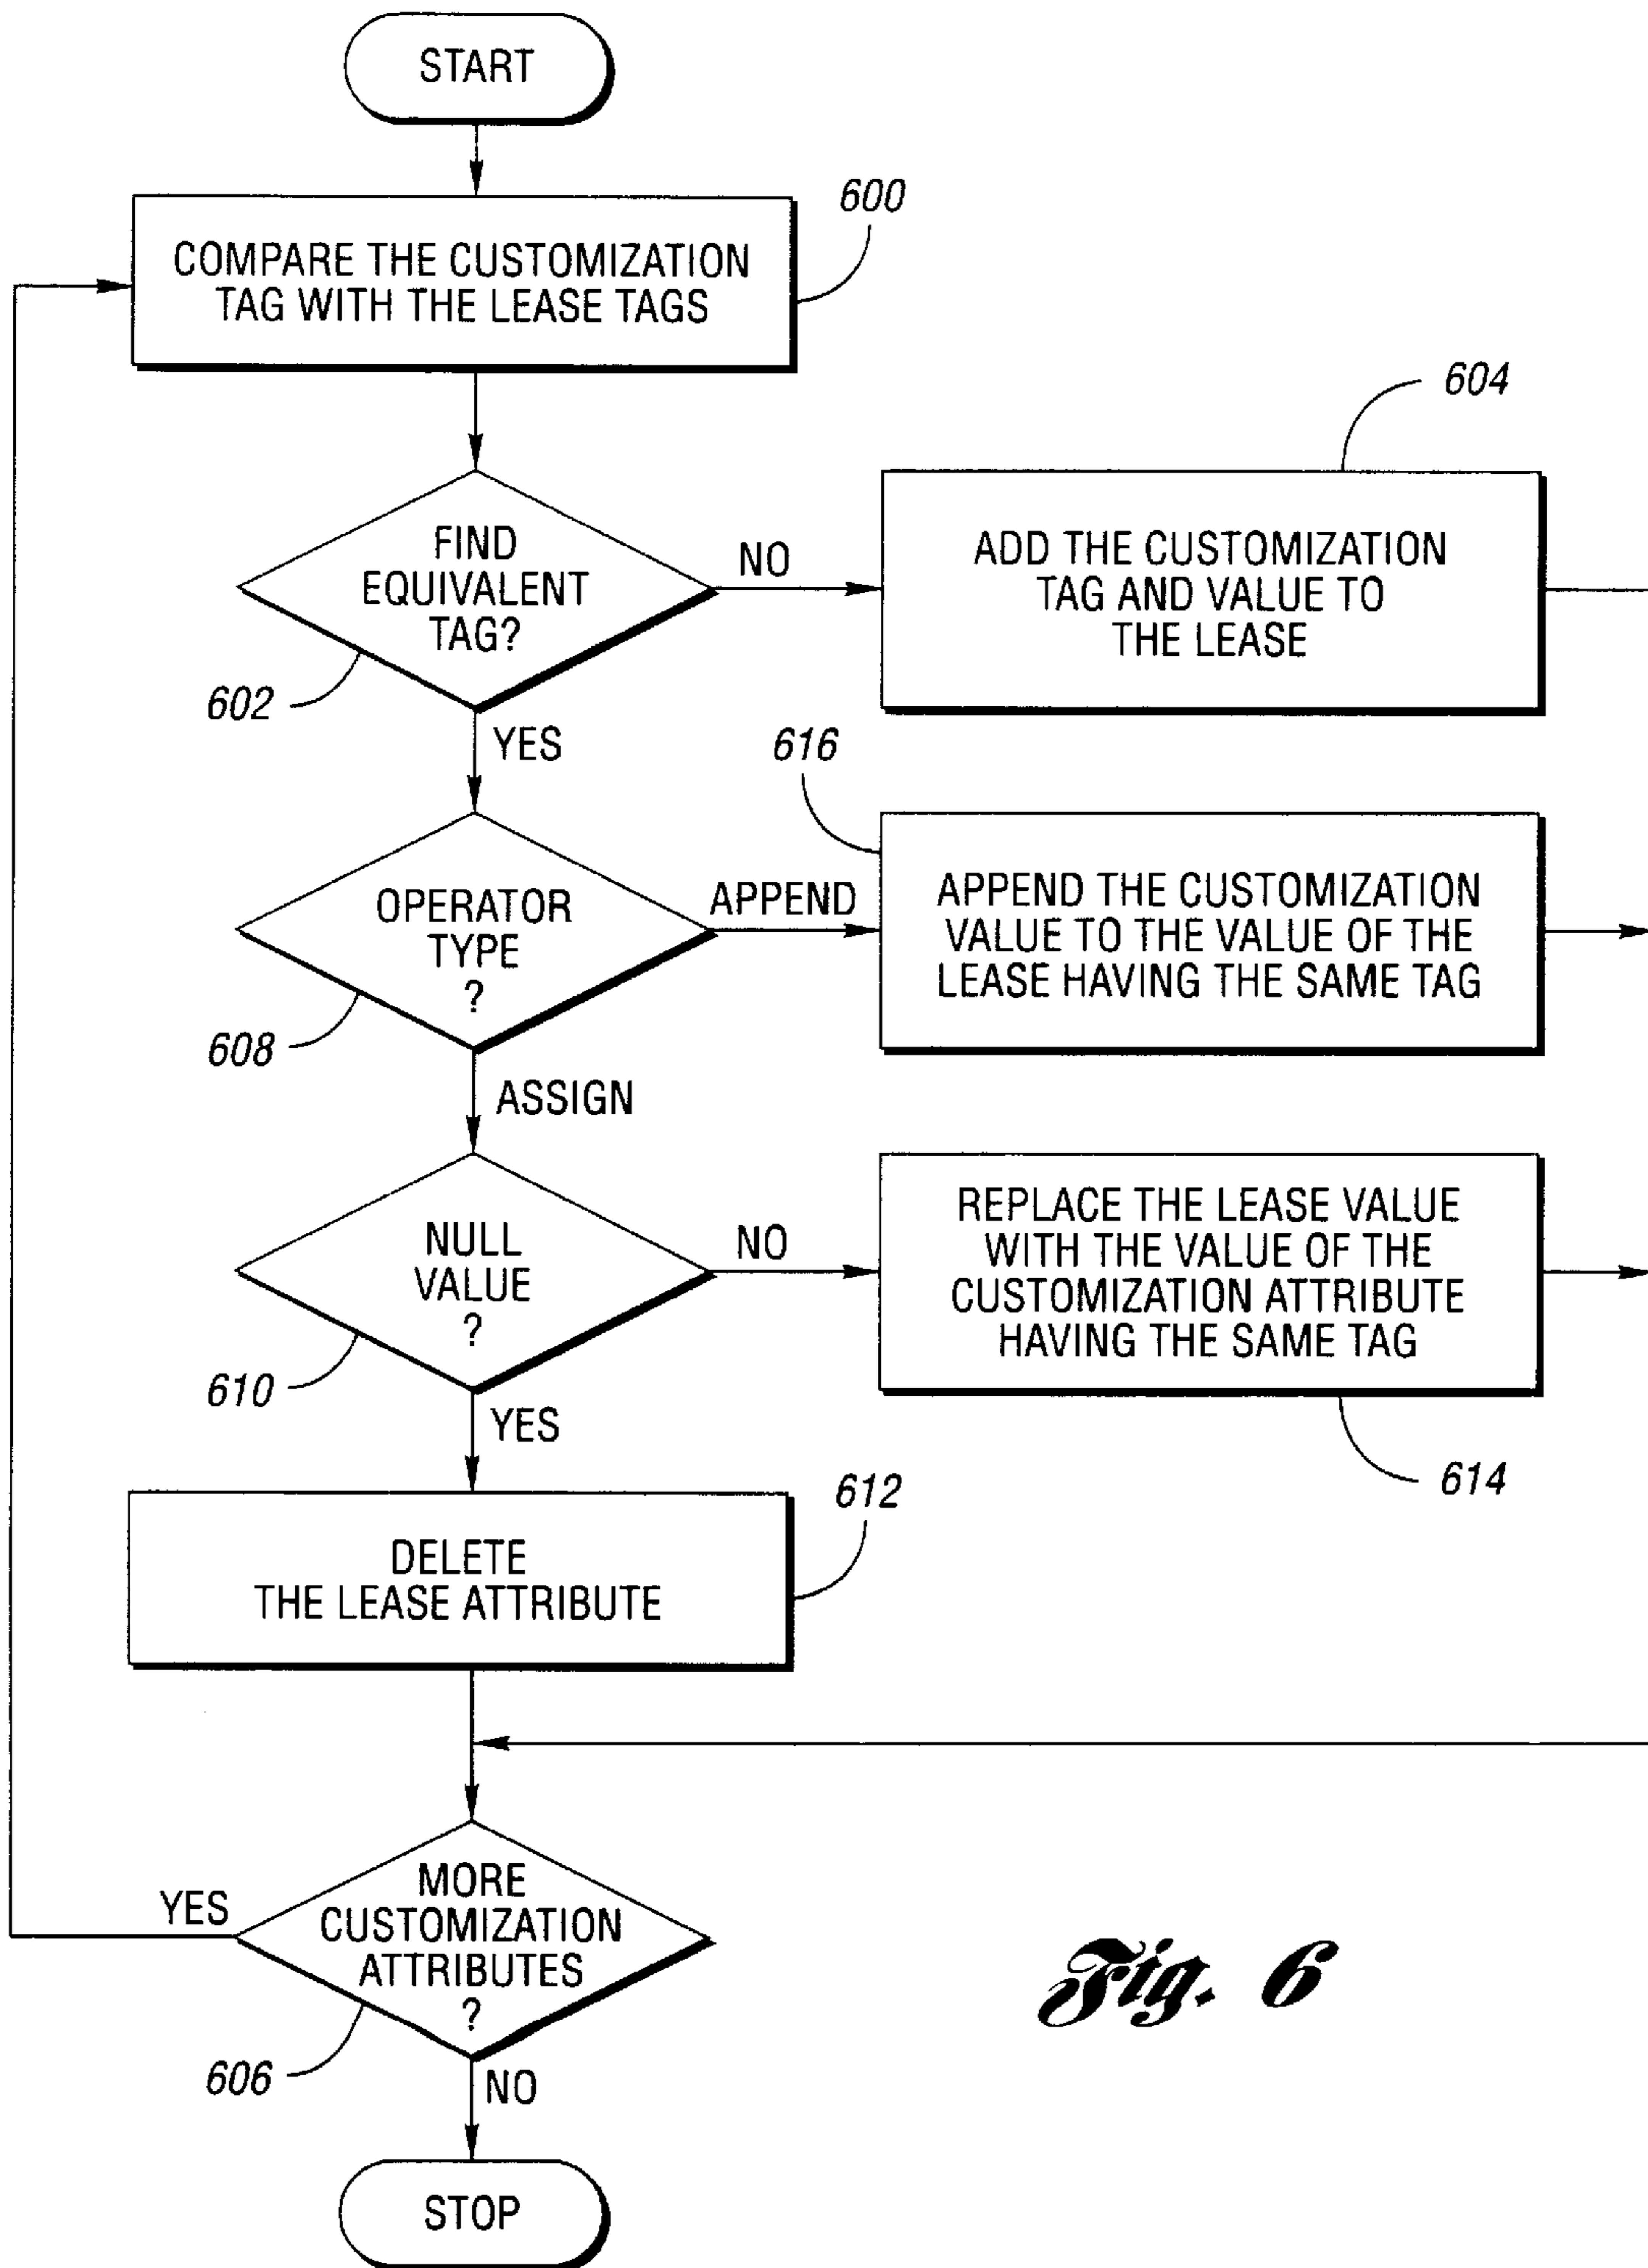 START
600
COMPARE THE CUSTOMIZATION
TAG WITH THE LEASE TAGS
604
FIND
EQUIVALENT
TAG?
NO
ADD THE CUSTOMIZATION
TAG AND VALUE TO
THE LEASE
602
YES
616
OPERATOR
TYPE
?
APPEND
APPEND THE CUSTOMIZATION
VALUE TO THE VALUE OF THE
LEASE HAVING THE SAME TAG
608
ASSIGN
NULL
VALUE
?
NO
REPLACE THE LEASE VALUE
WITH THE VALUE OF THE
CUSTOMIZATION ATTRIBUTE
HAVING THE SAME TAG
610
YES
614
612
DELETE
THE LEASE ATTRIBUTE
MORE
CUSTOMIZATION
ATTRIBUTES
?
YES
606
NO
STOP
Fig. 6